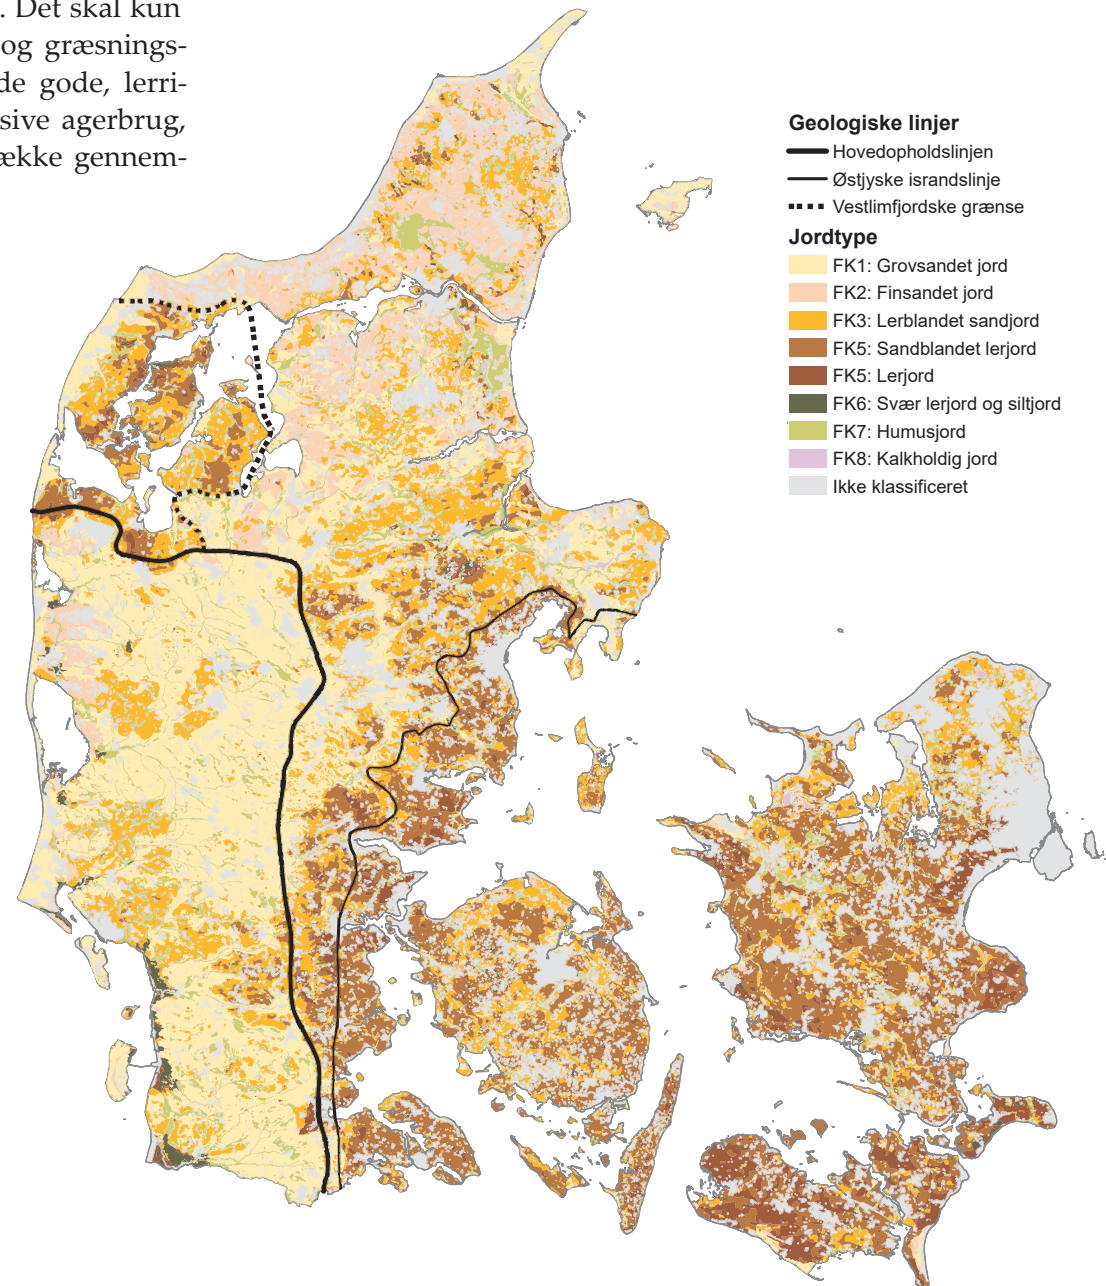 . Det skal kun
og græsnings-
de gode, lerri-
sive agerbrug,
ække gennem-
Geologiske linjer
Hovedopholdslinjen
Østjyske israndslinje
Vestlimfjordske grænse
Jordtype
FK1: Grovsandet jord
FK2: Finsandet jord
FK3: Lerblandet sandjord
FK5: Sandblandet lerjord
FK5: Lerjord
FK6: Svær lerjord og siltjord
FK7: Humusjord
FK8: Kalkholdig jord
Ikke klassificeret